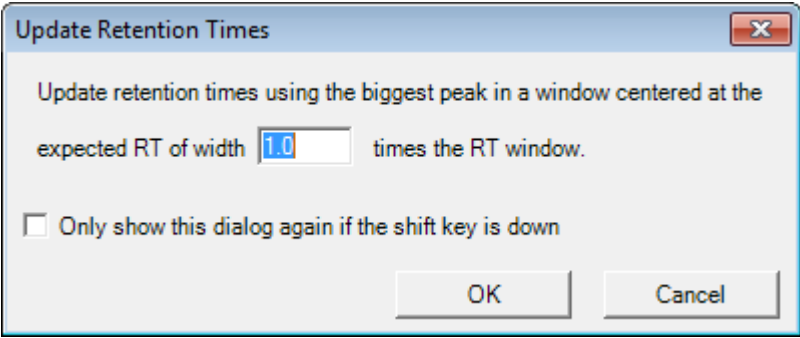 Update Retention Times
Update retention times using the biggest peak in a window centered at the
expected RT of width 1.0 times the RT window.
Only show this dialog again if the shift key is down
OK Cancel